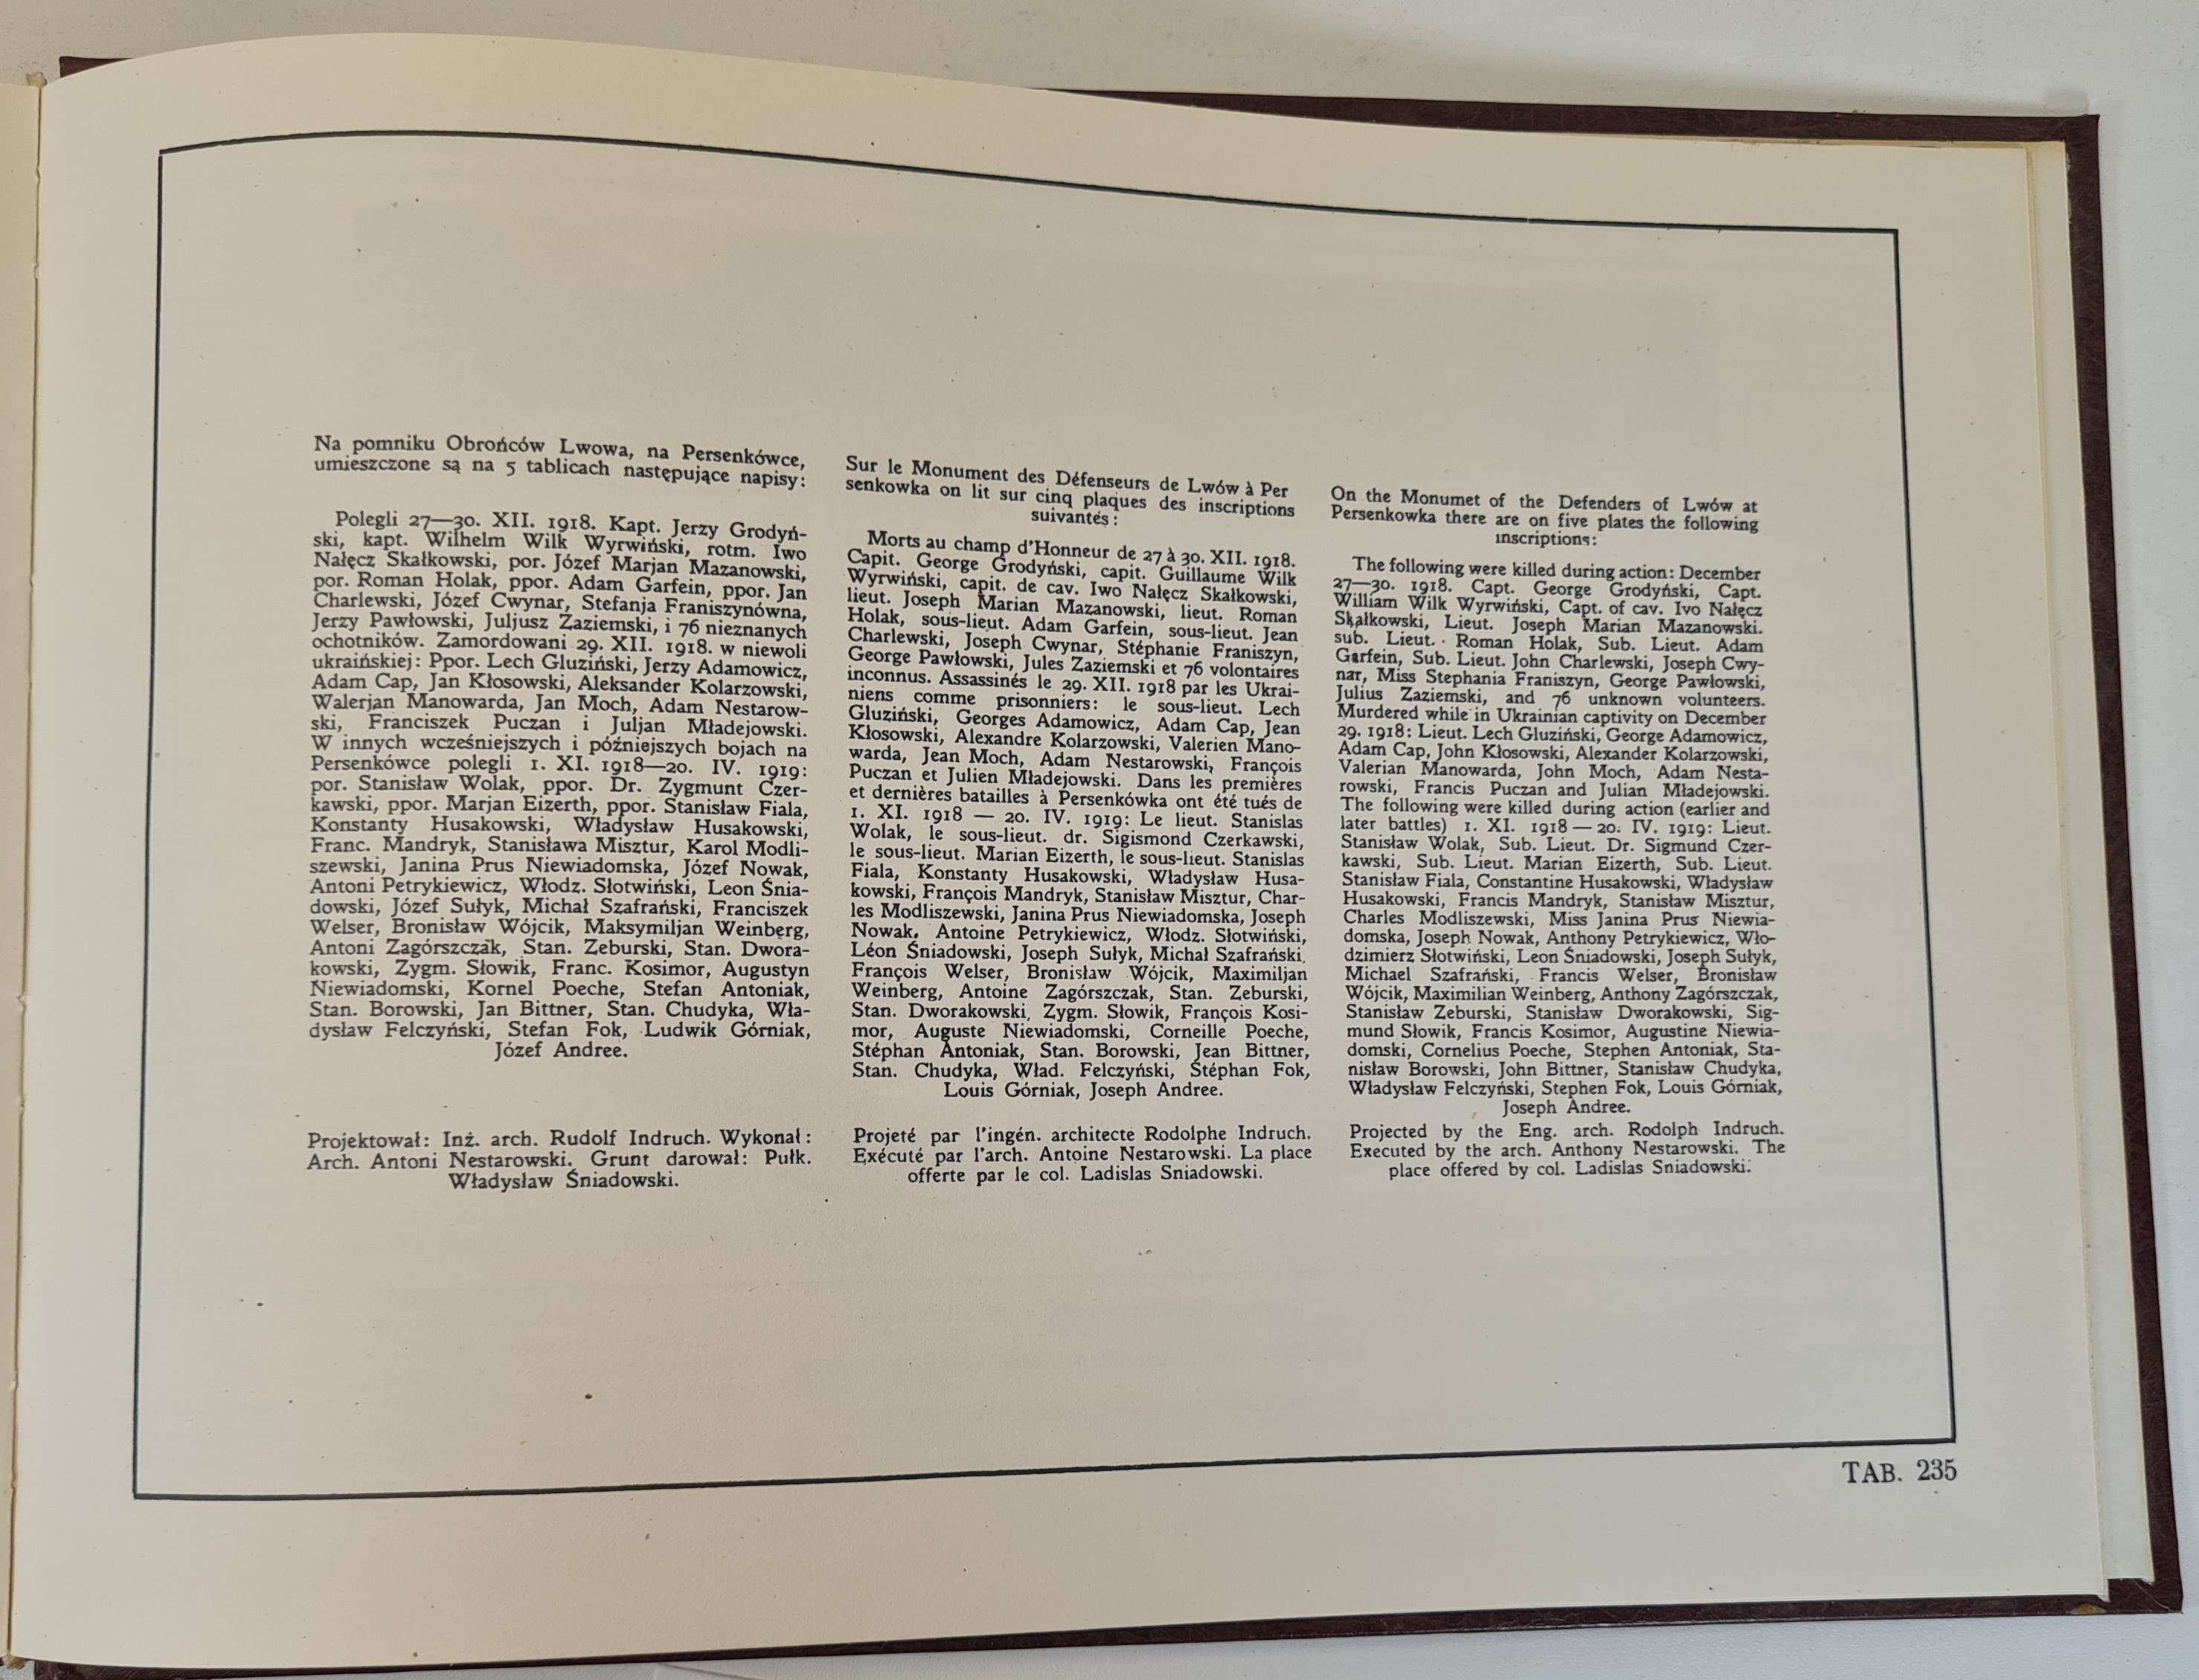 Na pomniku Obrońców Lwowa, na Persenkówce,
umieszczone są na 5 tablicach następujące napisy:
Polegli 27—30. XII. 1918. Kapt. Jerzy Grodyń-
ski, kapt. Wilhelm Wilk Wyrwiński, rotm. Iwo
Nałęcz Skałkowski, por. Józef Marjan Mazanowski,
por. Roman Holak, ppor. Adam Garfein, ppor. Jan
Charlewski, Józef Cwynar, Stefanja Franiszynówna,
Jerzy Pawłowski, Juljusz Zaziemski, i 76 nieznanych
ochotników. Zamordowani 29. XII. 1918. w niewoli
ukraińskiej: Ppor. Lech Gluziński, Jerzy Adamowicz,
Adam Cap, Jan Kłosowski, Aleksander Kolarzowski,
Walerjan Manowarda, Jan Moch, Adam Nestarow-
ski, Franciszek Puczan i Juljan Mładejowski.
W innych wcześniejszych i późniejszych bojach na
Persenkówce polegli 1. XI. 1918—20. IV. 1919:
por. Stanisław Wolak, ppor. Dr. Zygmunt Czer-
kawski, ppor. Marjan Eizerth, ppor. Stanisław Fiala,
Konstanty Husakowski, Władysław Husakowski,
Franc. Mandryk, Stanisława Misztur, Karol Modli-
szewski, Janina Prus Niewiadomska, Józef Nowak,
Antoni Petrykiewicz, Włodz. Słotwiński, Leon Śnia-
dowski, Józef Sułyk, Michał Szafrański, Franciszek
Welser, Bronisław Wójcik, Maksymiljan Weinberg,
Antoni Zagórszczak, Stan. Zeburski, Stan. Dwora-
kowski, Zygm. Słowik, Franc. Kosimor, Augustyn
Niewiadomski, Kornel Poeche, Stefan Antoniak,
Stan. Borowski, Jan Bittner, Stan. Chudyka, Wła-
dysław Felczyński, Stefan Fok, Ludwik Górniak,
Józef Andree.
Projektował: Inż. arch. Rudolf Indruch. Wykonał:
Arch. Antoni Nestarowski. Grunt darował: Pułk.
Władysław Śniadowski.
Sur le Monument des Défenseurs de Lwów à Per
senkowka on lit sur cinq plaques des inscriptions
suivantés:
Morts au champ d'Honneur de 27 à 30. XII. 1918.
Capit. George Grodyński, capit. Guillaume Wilk
Wyrwiński, capit. de cav. Iwo Nałęcz Skałkowski,
lieut. Joseph Marian Mazanowski, lieut. Roman
Holak, sous-lieut. Adam Garfein, sous-lieut. Jean
Charlewski, Joseph Cwynar, Stéphanie Franiszyn,
George Pawłowski, Jules Zaziemski et 76 volontaires
inconnus. Assassinés le 29. XII. 1918 par les Ukrai-
niens comme prisonniers: le sous-lieut. Lech
Gluziński, Georges Adamowicz, Adam Cap, Jean
Kłosowski, Alexandre Kolarzowski, Valerien Mano-
warda, Jean Moch, Adam Nestarowski, François
Puczan et Julien Mładejowski. Dans les premières
et dernières batailles à Persenkówka ont été tués de
1. XI. 1918 — 20. IV. 1919: Le lieut. Stanislas
Wolak, le sous-lieut. dr. Sigismond Czerkawski,
le sous-lieut. Marian Eizerth, le sous-lieut. Stanislas
Fiala, Konstanty Husakowski, Władysław Husa-
kowski, François Mandryk, Stanisław Misztur, Char-
les Modliszewski, Janina Prus Niewiadomska, Joseph
Nowak, Antoine Petrykiewicz, Włodz. Słotwiński,
Léon Śniadowski, Joseph Sułyk, Michał Szafrański,
François Welser, Bronisław Wójcik, Maximiljan
Weinberg, Antoine Zagórszczak, Stan. Zeburski,
Stan. Dworakowski, Zygm. Słowik, François Kosi-
mor, Auguste Niewiadomski, Corneille Poeche,
Stéphan Antoniak, Stan. Borowski, Jean Bittner,
Stan. Chudyka, Wład. Felczyński, Stéphan Fok,
Louis Górniak, Joseph Andree.
Projeté par l'ingén. architecte Rodolphe Indruch.
Exécuté par l'arch. Antoine Nestarowski. La place
offerte par le col. Ladislas Sniadowski.
On the Monumet of the Defenders of Lwów at
Persenkowka there are on five plates the following
inscriptions:
The following were killed during action: December
27—30. 1918. Capt. George Grodyński, Capt.
William Wilk Wyrwiński, Capt. of cav. Ivo Nałęcz
Skałkowski, Lieut. Joseph Marian Mazanowski.
sub. Lieut. Roman Holak, Sub. Lieut. Adam
Garfein, Sub. Lieut. John Charlewski, Joseph Cwy-
nar, Miss Stephania Franiszyn, George Pawłowski,
Julius Zaziemski, and 76 unknown volunteers.
Murdered while in Ukrainian captivity on December
29. 1918: Lieut. Lech Gluziński, George Adamowicz,
Adam Cap, John Kłosowski, Alexander Kolarzowski,
Valerian Manowarda, John Moch, Adam Nesta-
rowski, Francis Puczan and Julian Mładejowski.
The following were killed during action (earlier and
later battles) 1. XI. 1918 — 20. IV. 1919: Lieut.
Stanisław Wolak, Sub. Lieut. Dr. Sigmund Czer-
kawski, Sub. Lieut. Marian Eizerth, Sub. Lieut.
Stanisław Fiala, Constantine Husakowski, Władysław
Husakowski, Francis Mandryk, Stanisław Misztur,
Charles Modliszewski, Miss Janina Prus Niewia-
domska, Joseph Nowak, Anthony Petrykiewicz, Wło-
dzimierz Słotwiński, Leon Śniadowski, Joseph Sułyk,
Michael Szafrański, Francis Welser, Bronisław
Wójcik, Maximilian Weinberg, Anthony Zagórszczak,
Stanisław Zeburski, Stanisław Dworakowski, Sig-
mund Słowik, Francis Kosimor, Augustine Niewia-
domski, Cornelius Poeche, Stephen Antoniak, Sta-
nisław Borowski, John Bittner, Stanisław Chudyka,
Władysław Felczyński, Stephen Fok, Louis Górniak,
Joseph Andree.
Projected by the Eng. arch. Rodolph Indruch.
Executed by the arch. Anthony Nestarowski. The
place offered by col. Ladislas Sniadowski.
TAB. 235